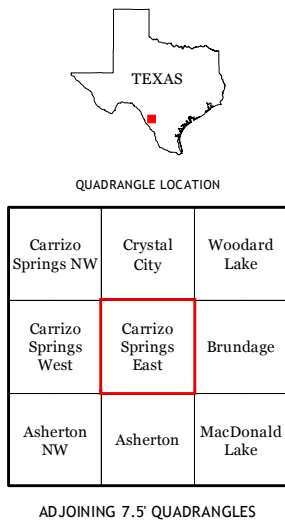 TEXAS
QUADRANGLE LOCATION
Carrizo
Springs NW
Crystal
City
Woodard
Lake
Carrizo
Springs
West
Carrizo
Springs
East
Brundage
Asherton
NW
Asherton
MacDonald
Lake
ADJOINING 7.5' QUADRANGLES